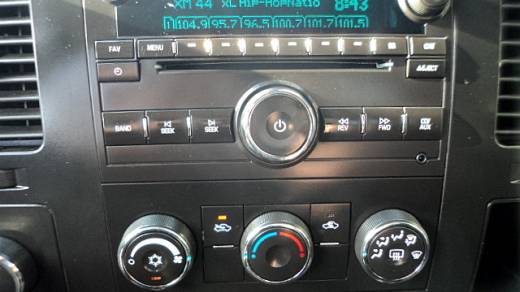 XM 44 XL HIP-HOPNATIO 8:43
1 104.9 95.7 96.5 100.7 101.7 101.5
FAV MENU
EJECT
BAND SEEK SEEK REV FWD CD/AUX